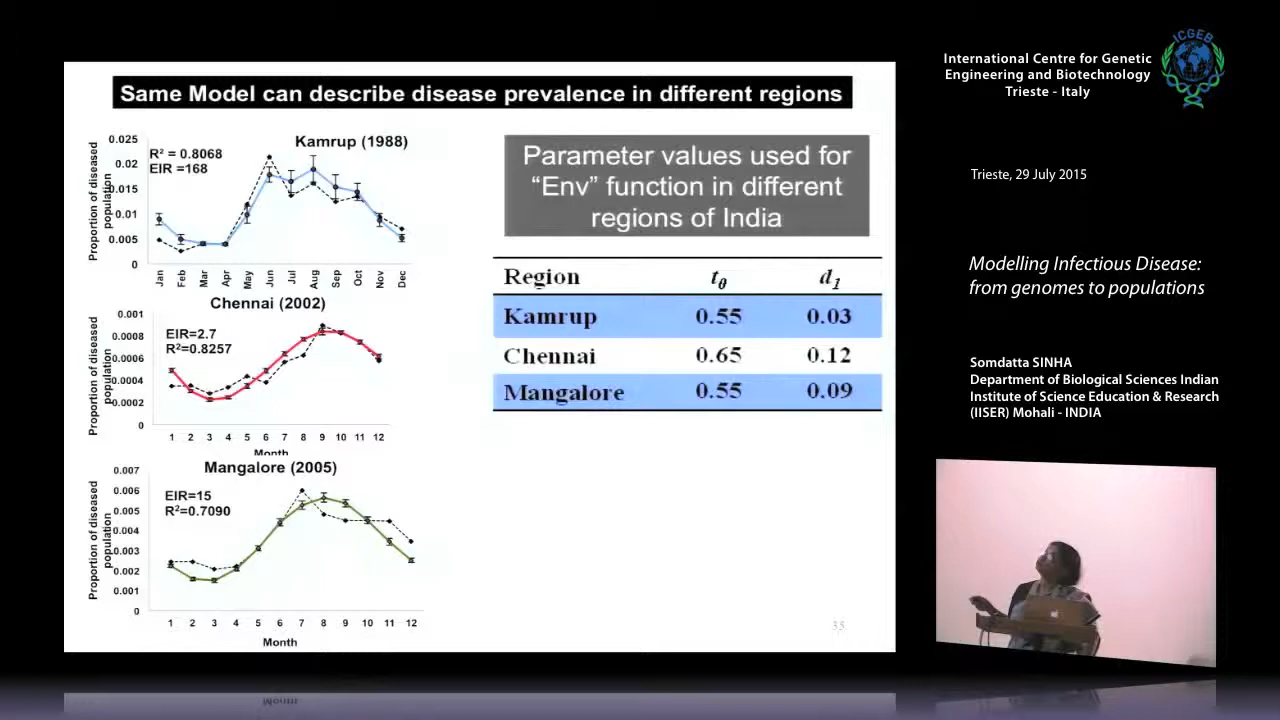 Same Model can describe disease prevalence in different regions
Proportion of diseased
population
0.025
0.02
0.015
0.01
0.005
0
R² = 0.8068
EIR =168
Kamrup (1988)
Jan
Feb
Mar
Apr
May
Jun
Jul
Aug
Sep
Oct
Nov
Dec
Chennai (2002)
Proportion of diseased
population
0.001
0.0008
0.0006
0.0004
0.0002
0
EIR=2.7
R²=0.8257
1 2 3 4 5 6 7 8 9 10 11 12
Month
Mangalore (2005)
Proportion of diseased
population
0.007
0.006
0.005
0.004
0.003
0.002
0.001
0
EIR=15
R²=0.7090
1 2 3 4 5 6 7 8 9 10 11 12
Month
Parameter values used for
“Env” function in different
regions of India
Region t₀ d₁
Kamrup 0.55 0.03
Chennai 0.65 0.12
Mangalore 0.55 0.09
35
International Centre for Genetic
Engineering and Biotechnology
Trieste - Italy
ICGEB
Trieste, 29 July 2015
Modelling Infectious Disease:
from genomes to populations
Somdatta SINHA
Department of Biological Sciences Indian
Institute of Science Education & Research
(IISER) Mohali - INDIA